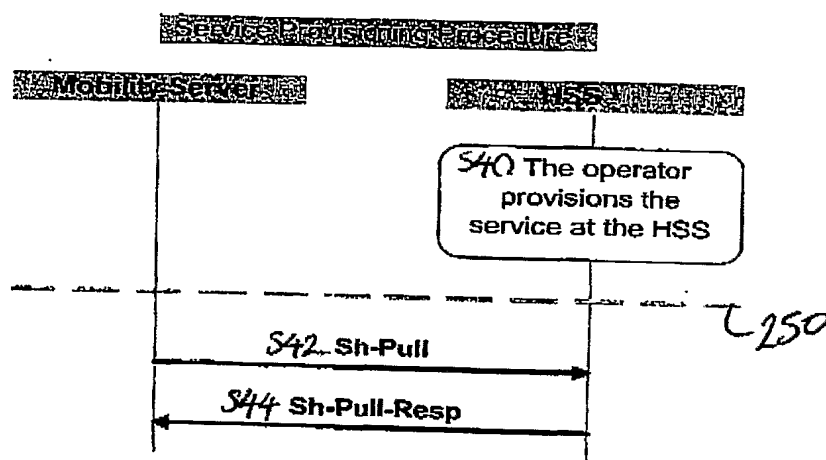 Service Provisioning Procedure
Mobility Server
HSS
S40 The operator
provisions the
service at the HSS
250
S42 Sh-Pull
S44 Sh-Pull-Resp